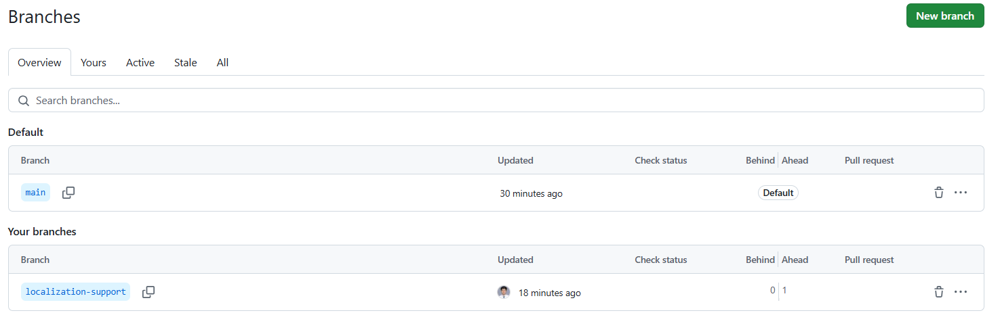 Branches
New branch
Overview Yours Active Stale All
Search branches...
Default
Branch Updated Check status Behind Ahead Pull request
main 30 minutes ago Default
Your branches
Branch Updated Check status Behind Ahead Pull request
localization-support 18 minutes ago 0 1